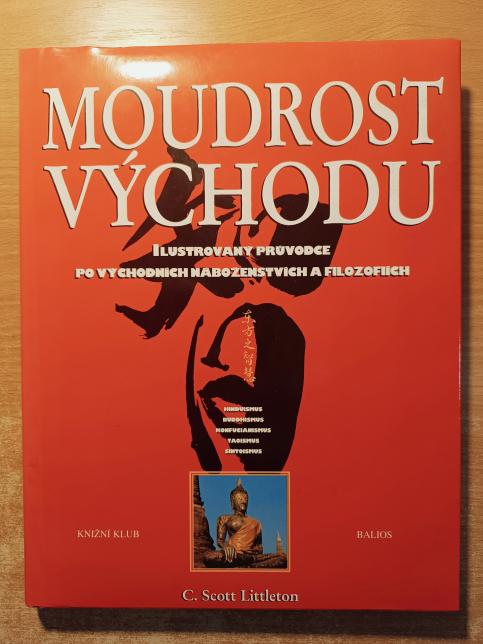 MOUDROST
VÝCHODU
ILUSTROVANÝ PRŮVODCE
PO VÝCHODNÍCH NÁBOŽENSTVÍCH A FILOZOFIÍCH
东方之智慧
HINDUISMUS
BUDDHISMUS
KONFUCIANISMUS
TAOISMUS
ŠINTOISMUS
KNIŽNÍ KLUB
BALIOS
C. Scott Littleton